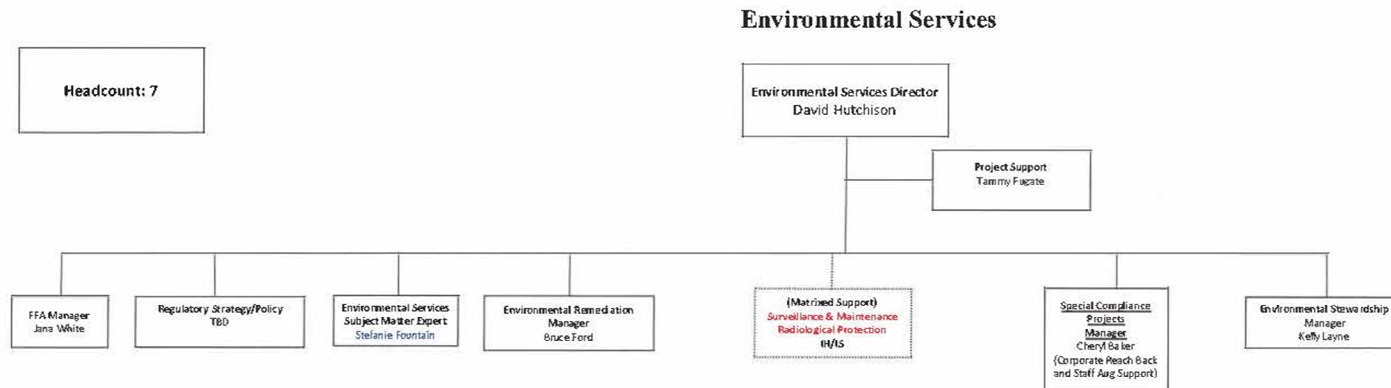 Environmental Services
Headcount: 7
Environmental Services Director
David Hutchison
Project Support
Tammy Fugate
FFA Manager
Jana White
Regulatory Strategy/Policy
TBD
Environmental Services
Subject Matter Expert
Stefanie Fountain
Environmental Remediation
Manager
Bruce Ford
(Matrixed Support)
Surveillance & Maintenance
Radiological Protection
IH/IS
Special Compliance
Projects
Manager
Cheryl Baker
(Corporate Reach Back
and Staff Aug Support)
Environmental Stewardship
Manager
Kelly Layne